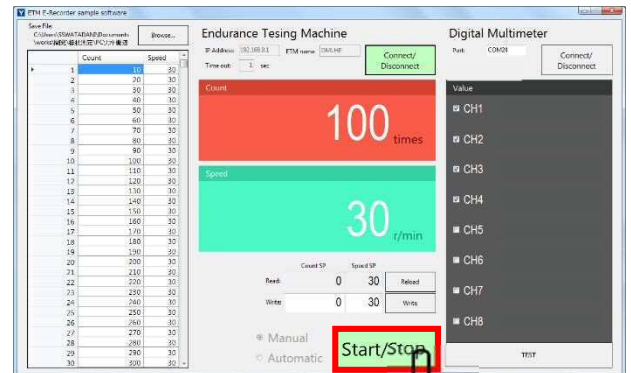 ETM E-Recorder sample software
Save File
Browse...
Count Speed
1 10 30
2 20 30
3 30 30
4 40 30
5 50 30
6 60 30
7 70 30
8 80 30
9 90 30
10 100 30
11 110 30
12 120 30
13 130 30
14 140 30
15 150 30
16 160 30
17 170 30
18 180 30
19 190 30
20 200 30
21 210 30
22 220 30
23 230 30
24 240 30
25 250 30
26 260 30
27 270 30
28 280 30
29 290 30
30 300 30
Endurance Tesing Machine
IP Address 192.168.0.1 ETM name
Time out 1 sec
Connect/
Disconnect
Count
100 times
Speed
30 r/min
Count SP Speed SP
Read: 0 30 Reload
Write: 0 30 Write
Manual
Automatic
Start/Stop
Digital Multimeter
Port: COM28
Connect/
Disconnect
Value
CH1
CH2
CH3
CH4
CH5
CH6
CH7
CH8
TEST